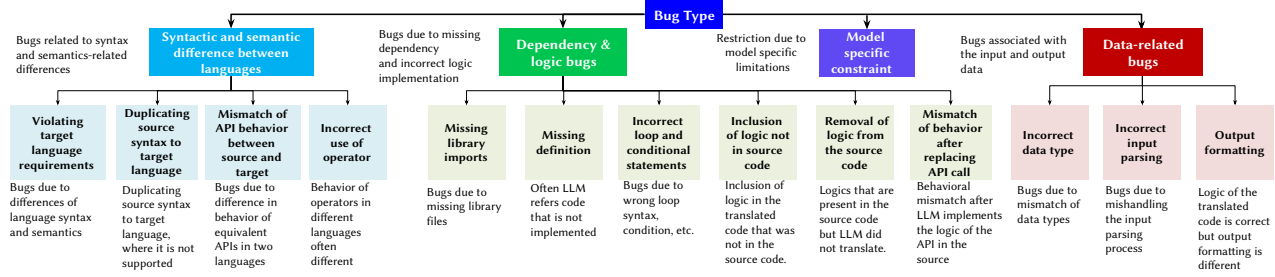 Bug Type
Bugs related to syntax
and semantics-related
differences
Syntactic and semantic
difference between
languages
Bugs due to missing
dependency
and incorrect logic
implementation
Dependency &
logic bugs
Restriction due to
model specific
limitations
Model
specific
constraint
Bugs associated with
the input and output
data
Data-related
bugs
Violating
target
language
requirements
Bugs due to
differences of
language syntax
and semantics
Duplicating
source
syntax to
target
language
Duplicating
source syntax to
target
language,
where it is not
supported
Mismatch of
API behavior
between
source and
target
Bugs due to
difference in
behavior of
equivalent
APIs in two
languages
Incorrect
use of
operator
Behavior of
operators in
different
languages
often
different
Missing
library
imports
Bugs due to
missing library
files
Missing
definition
Often LLM
refers code
that is not
implemented
Incorrect
loop and
conditional
statements
Bugs due to
wrong loop
syntax,
condition, etc.
Inclusion
of logic not
in source
code
Inclusion of
logic in the
translated
code that was
not in the
source code.
Removal of
logic from
the source
code
Logics that are
present in the
source code
but LLM did
not translate.
Mismatch
of behavior
after
replacing
API call
Behavioral
mismatch after
LLM implements
the logic of the
API in the
source
Incorrect
data type
Bugs due to
mismatch of
data types
Incorrect
input
parsing
Bugs due to
mishandling
the input
parsing
process
Output
formatting
Logic of the
translated
code is correct
but output
formatting is
different